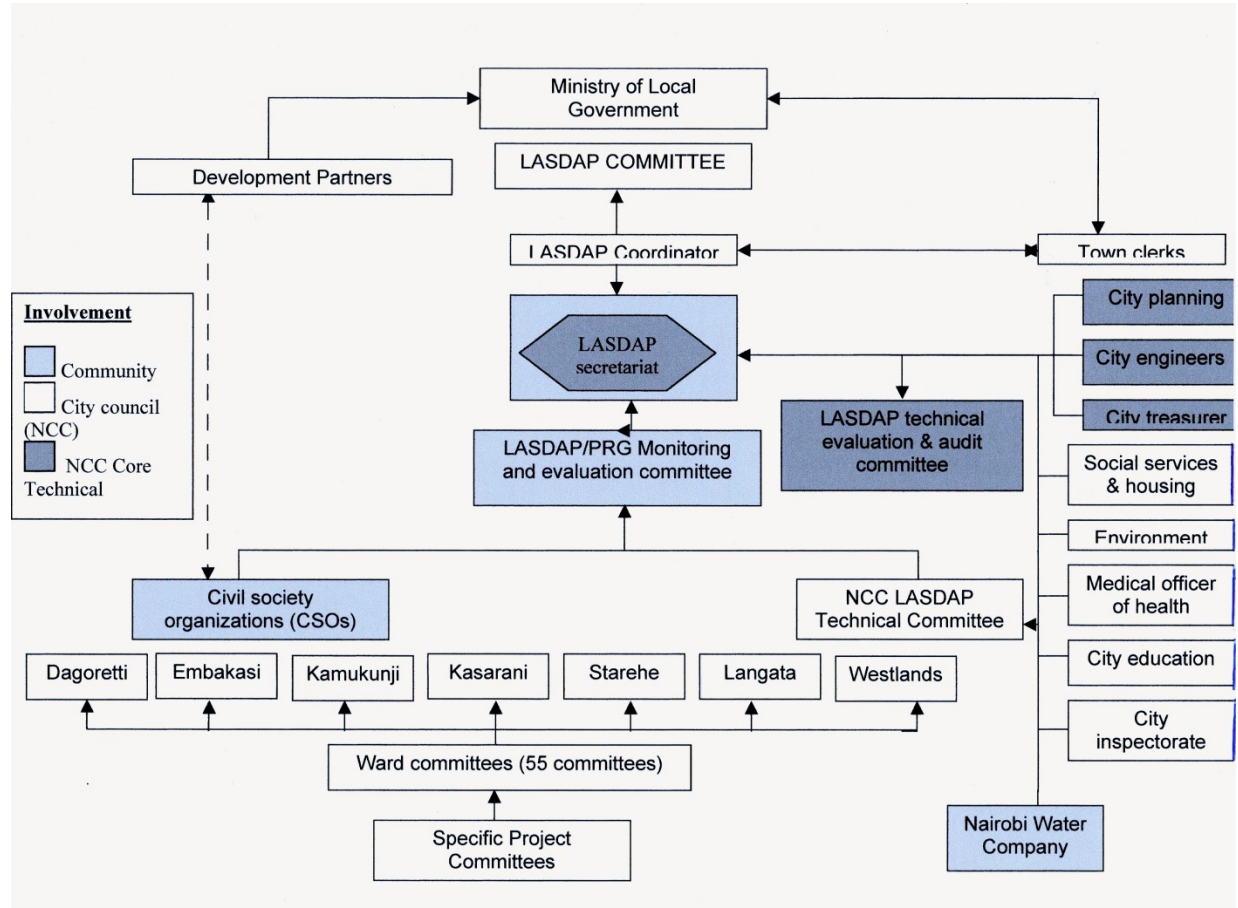 Ministry of Local
Government
LASDAP COMMITTEE
Development Partners
LASDAP Coordinator
Town clerks
Involvement
Community
City council
(NCC)
NCC Core
Technical
LASDAP
secretariat
City planning
City engineers
City treasurer
LASDAP technical
evaluation & audit
committee
LASDAP/PRG Monitoring
and evaluation committee
Social services
& housing
Environment
Medical officer
of health
City education
City
inspectorate
Civil society
organizations (CSOs)
NCC LASDAP
Technical Committee
Dagoretti
Embakasi
Kamukunji
Kasarani
Starehe
Langata
Westlands
Ward committees (55 committees)
Specific Project
Committees
Nairobi Water
Company